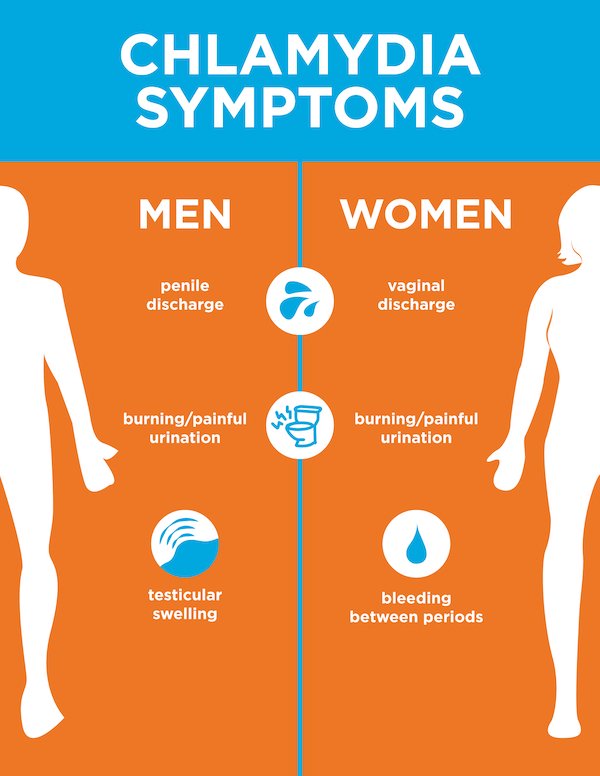 CHLAMYDIA
SYMPTOMS
MEN
WOMEN
penile
discharge
vaginal
discharge
burning/painful
urination
burning/painful
urination
testicular
swelling
bleeding
between periods